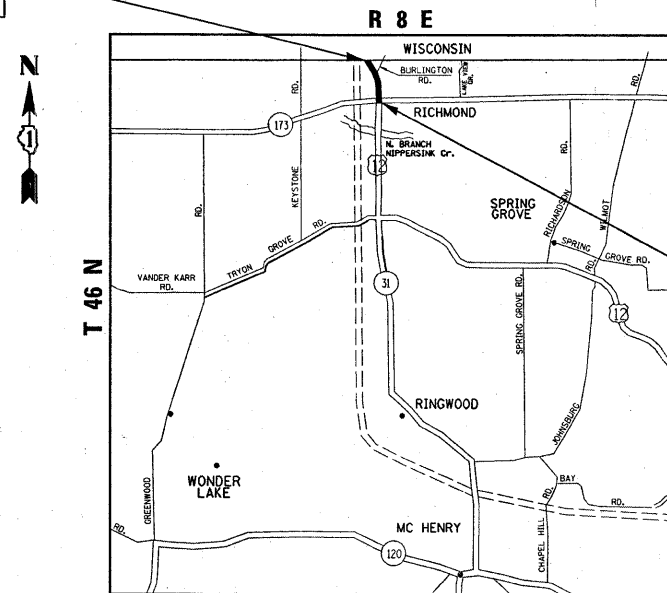 R 8 E
WISCONSIN
N
BURLINGTON
RD.
LAKE VIEW
DR.
RD.
RD.
RICHMOND
173
N. BRANCH
NIPPERSINK Cr.
12
RD.
KEYSTONE
RICHARDSON
WILMOT
SPRING
GROVE
RD.
TRYON GROVE RD.
SPRING GROVE RD.
RD.
VANDER KARR
RD.
T 46 N
31
SPRING GROVE RD.
12
RINGWOOD
JOHNSBURG
WONDER
LAKE
GREENWOOD
BAY RD.
RD.
RD.
MC HENRY
CHAPEL HILL
120